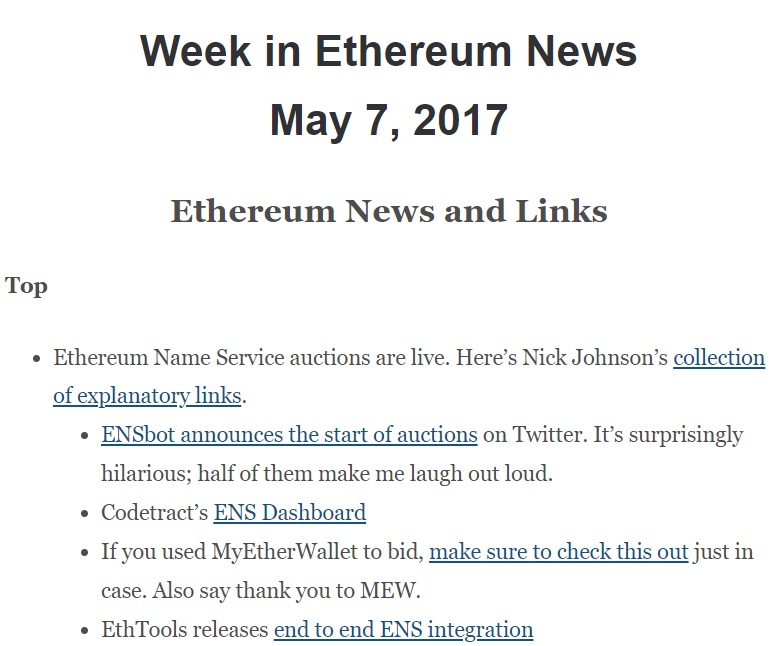 Week in Ethereum News
May 7, 2017
Ethereum News and Links
Top
Ethereum Name Service auctions are live. Here’s Nick Johnson’s collection
of explanatory links.
ENSbot announces the start of auctions on Twitter. It’s surprisingly
hilarious; half of them make me laugh out loud.
Codetract’s ENS Dashboard
If you used MyEtherWallet to bid, make sure to check this out just in
case. Also say thank you to MEW.
EthTools releases end to end ENS integration